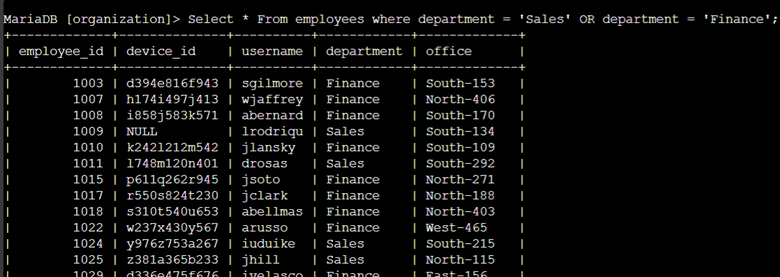 MariaDB [organization]> Select * From employees where department = 'Sales' OR department = 'Finance';
+-------------+--------------+----------+------------+-------------+
| employee_id | device_id    | username | department | office      |
+-------------+--------------+----------+------------+-------------+
|        1003 | d394e816f943 | sgilmore | Finance    | South-153   |
|        1007 | h174i497j413 | wjaffrey | Finance    | North-406   |
|        1008 | i858j583k571 | abernard | Finance    | South-170   |
|        1009 | NULL         | lrodriqu | Sales      | South-134   |
|        1010 | k242l212m542 | jlansky  | Finance    | South-109   |
|        1011 | l748m120n401 | drosas   | Sales      | South-292   |
|        1015 | p611q262r945 | jsoto    | Finance    | North-271   |
|        1017 | r550s824t230 | jclark   | Finance    | North-188   |
|        1018 | s310t540u653 | abellmas | Finance    | North-403   |
|        1022 | w237x430y567 | arusso   | Finance    | West-465    |
|        1024 | y976z753a267 | iuduike  | Sales      | South-215   |
|        1025 | z381a365b233 | jhill    | Sales      | North-115   |
|        1029 | d336e475f676 | ivelasco | Finance    | East-156    |